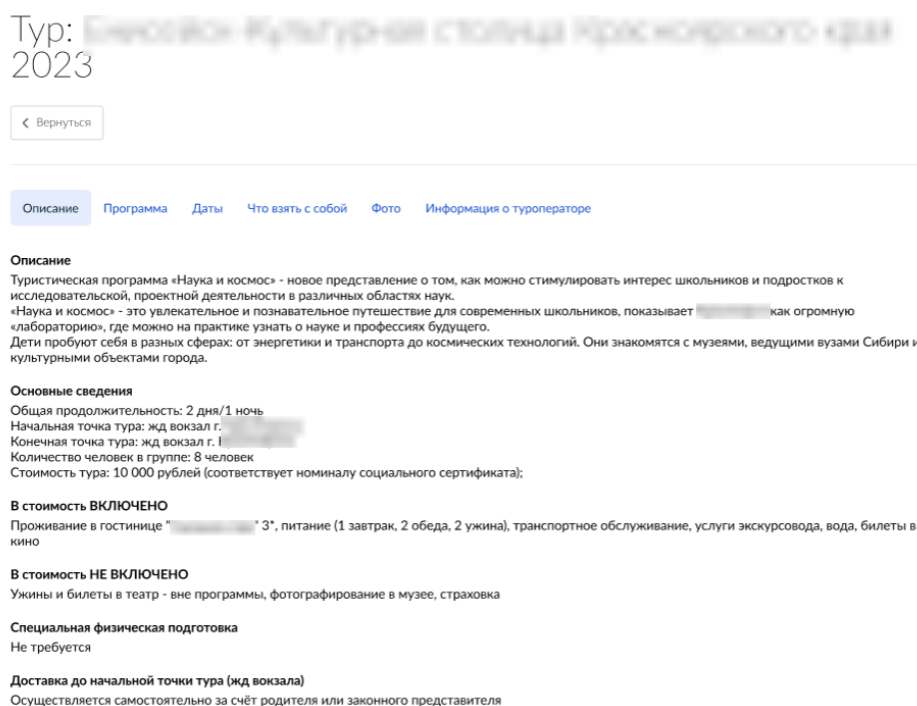 Тур:
2023
Вернуться
Описание Программа Даты Что взять с собой Фото Информация о туроператоре
Описание
Туристическая программа «Наука и космос» - новое представление о том, как можно стимулировать интерес школьников и подростков к
исследовательской, проектной деятельности в различных областях наук.
«Наука и космос» - это увлекательное и познавательное путешествие для современных школьников, показывает как огромную
«лабораторию», где можно на практике узнать о науке и профессиях будущего.
Дети пробуют себя в разных сферах: от энергетики и транспорта до космических технологий. Они знакомятся с музеями, ведущими вузами Сибири и
культурными объектами города.
Основные сведения
Общая продолжительность: 2 дня/1 ночь
Начальная точка тура: жд вокзал г.
Конечная точка тура: жд вокзал г.
Количество человек в группе: 8 человек
Стоимость тура: 10 000 рублей (соответствует номиналу социального сертификата);
В стоимость ВКЛЮЧЕНО
Проживание в гостинице " " 3*, питание (1 завтрак, 2 обеда, 2 ужина), транспортное обслуживание, услуги экскурсовода, вода, билеты в
кино
В стоимость НЕ ВКЛЮЧЕНО
Ужины и билеты в театр - вне программы, фотографирование в музее, страховка
Специальная физическая подготовка
Не требуется
Доставка до начальной точки тура (жд вокзала)
Осуществляется самостоятельно за счёт родителя или законного представителя